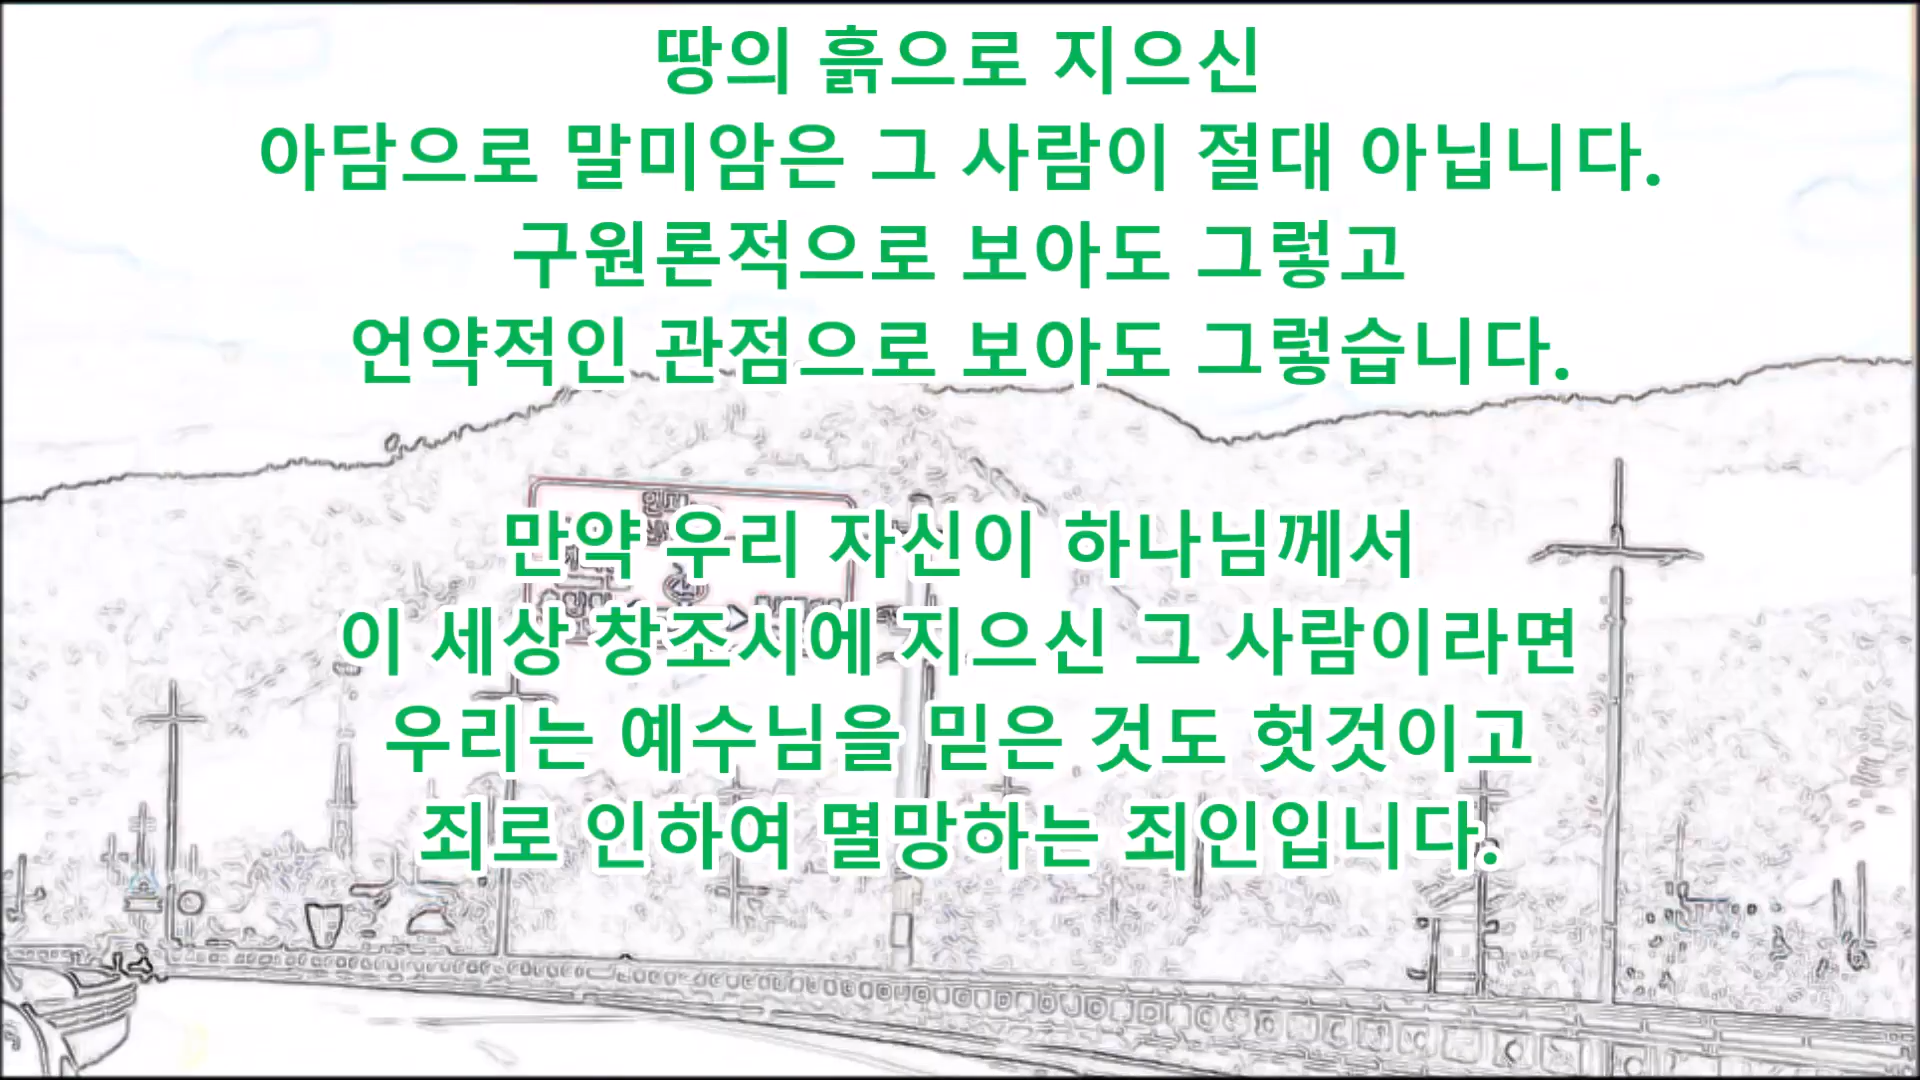 땅의 흙으로 지으신
아담으로 말미암은 그 사람이 절대 아닙니다.
구원론적으로 보아도 그렇고
언약적인 관점으로 보아도 그렇습니다.
만약 우리 자신이 하나님께서
이 세상 창조시에 지으신 그 사람이라면
우리는 예수님을 믿은 것도 헛것이고
죄로 인하여 멸망하는 죄인입니다.